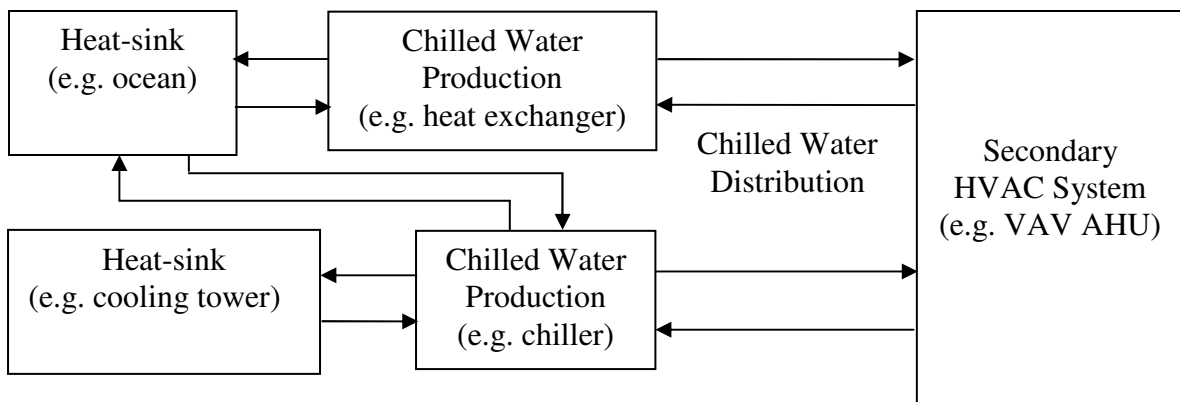 Heat-sink
(e.g. ocean)
Chilled Water
Production
(e.g. heat exchanger)
Chilled Water
Distribution
Secondary
HVAC System
(e.g. VAV AHU)
Heat-sink
(e.g. cooling tower)
Chilled Water
Production
(e.g. chiller)